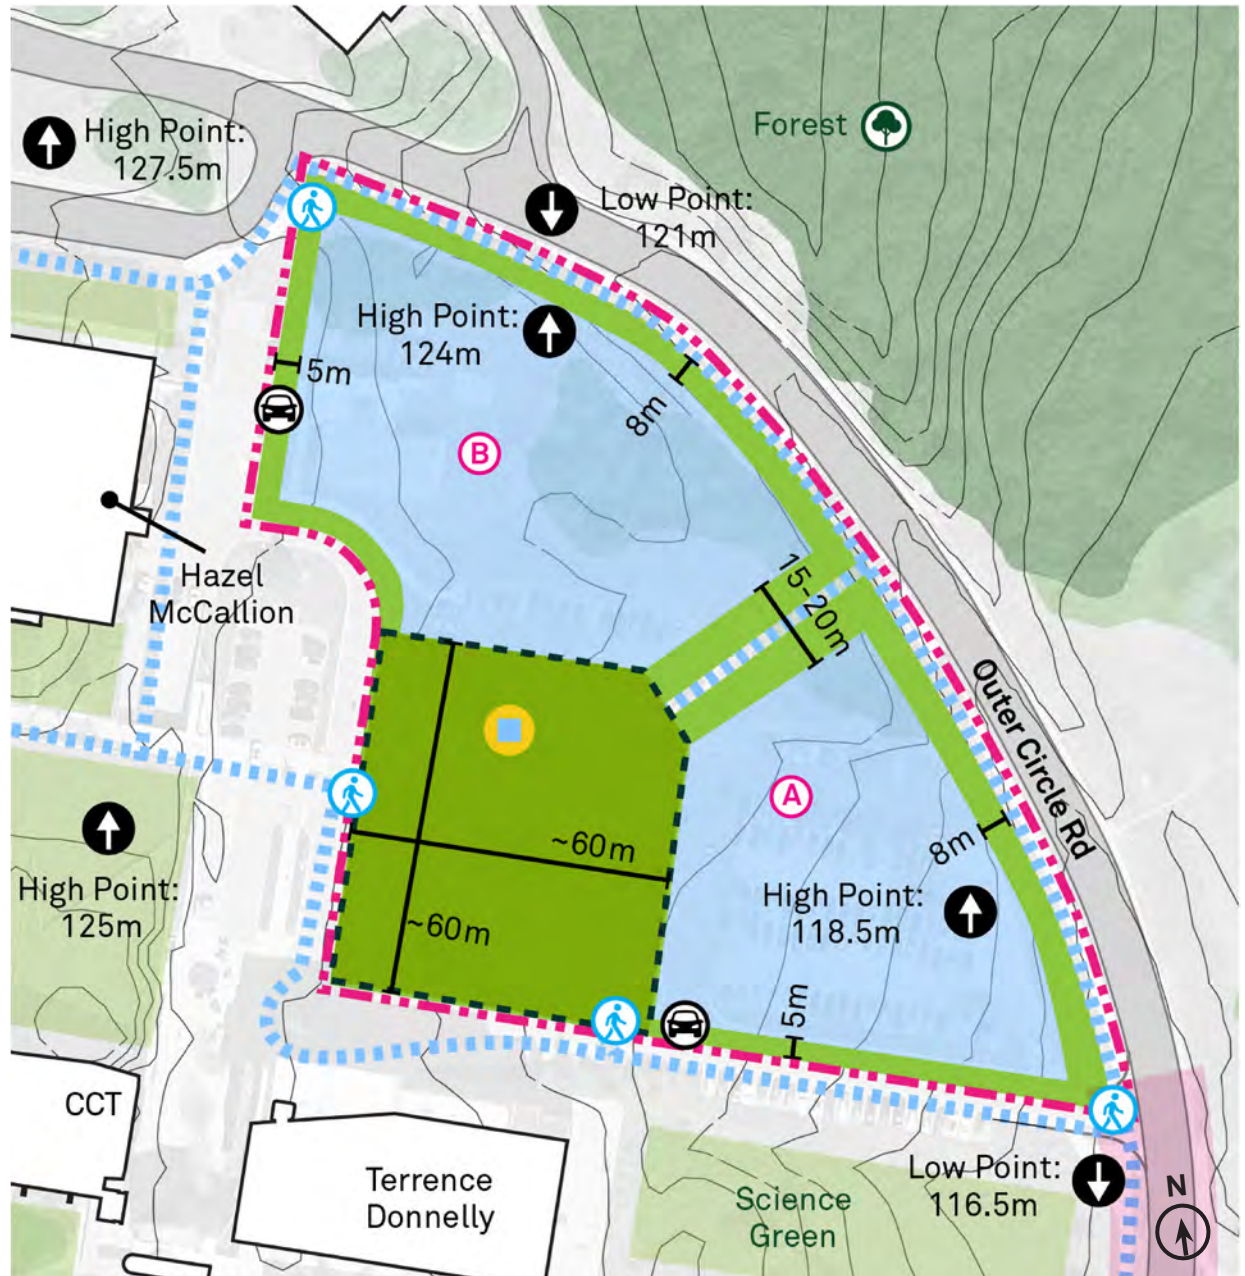 Forest
High Point:
127.5m
Low Point:
121m
High Point:
124m
5m
8m
B
15-20m
Hazel
McCallion
Outer Circle Rd
A
~60m
8m
High Point:
125m
High Point:
118.5m
~60m
5m
CCT
Terrence
Donnelly
Science
Green
Low Point:
116.5m
N